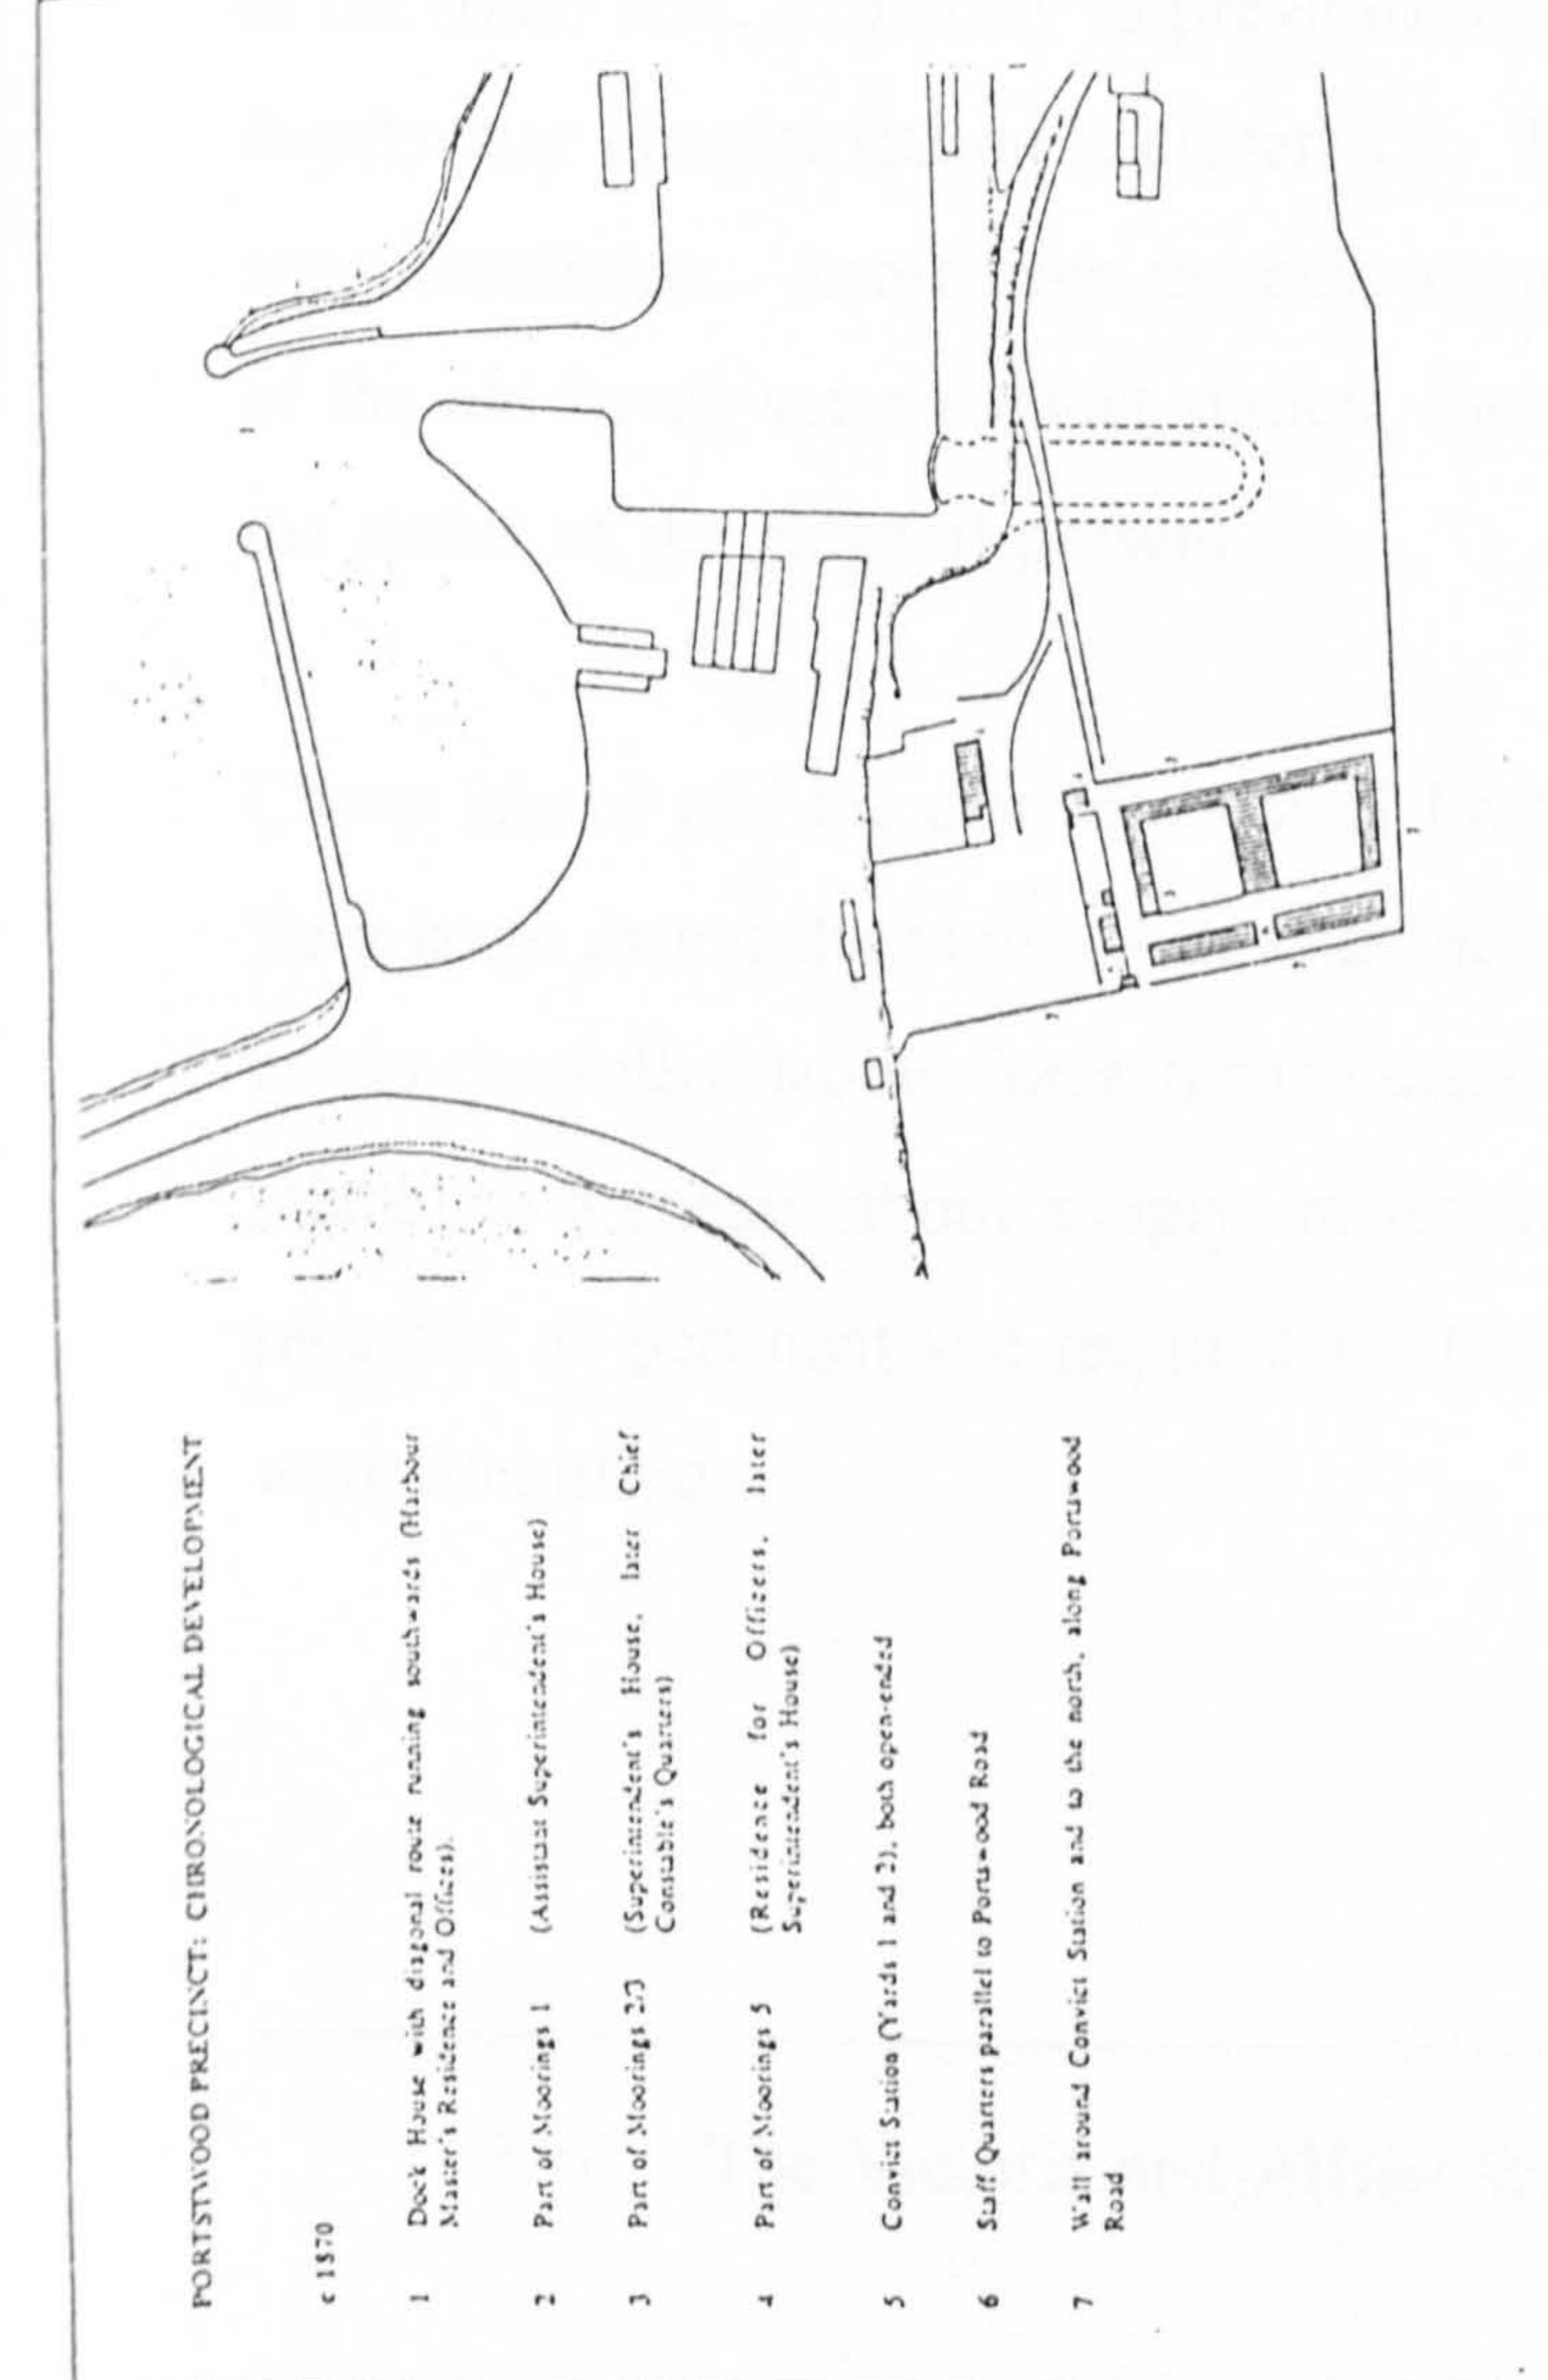 PORTSTWOOD PRECINCT: CHRONOLOGICAL DEVELOPMENT
c 1870
1 Dock House with diagonal route running southwards (Harbour
Master's Residence and Offices).
2 Part of Moorings 1 (Assistant Superintendent's House)
3 Part of Moorings 2/3 (Superintendent's House, later Chief
Constable's Quarters)
4 Part of Moorings 5 (Residence for Officers, later
Superintendent's House)
5 Convict Station (Yards 1 and 2), both open-ended
6 Staff Quarters parallel to Portswood Road
7 Wall around Convict Station and to the north, along Portswood
Road
7
7
7